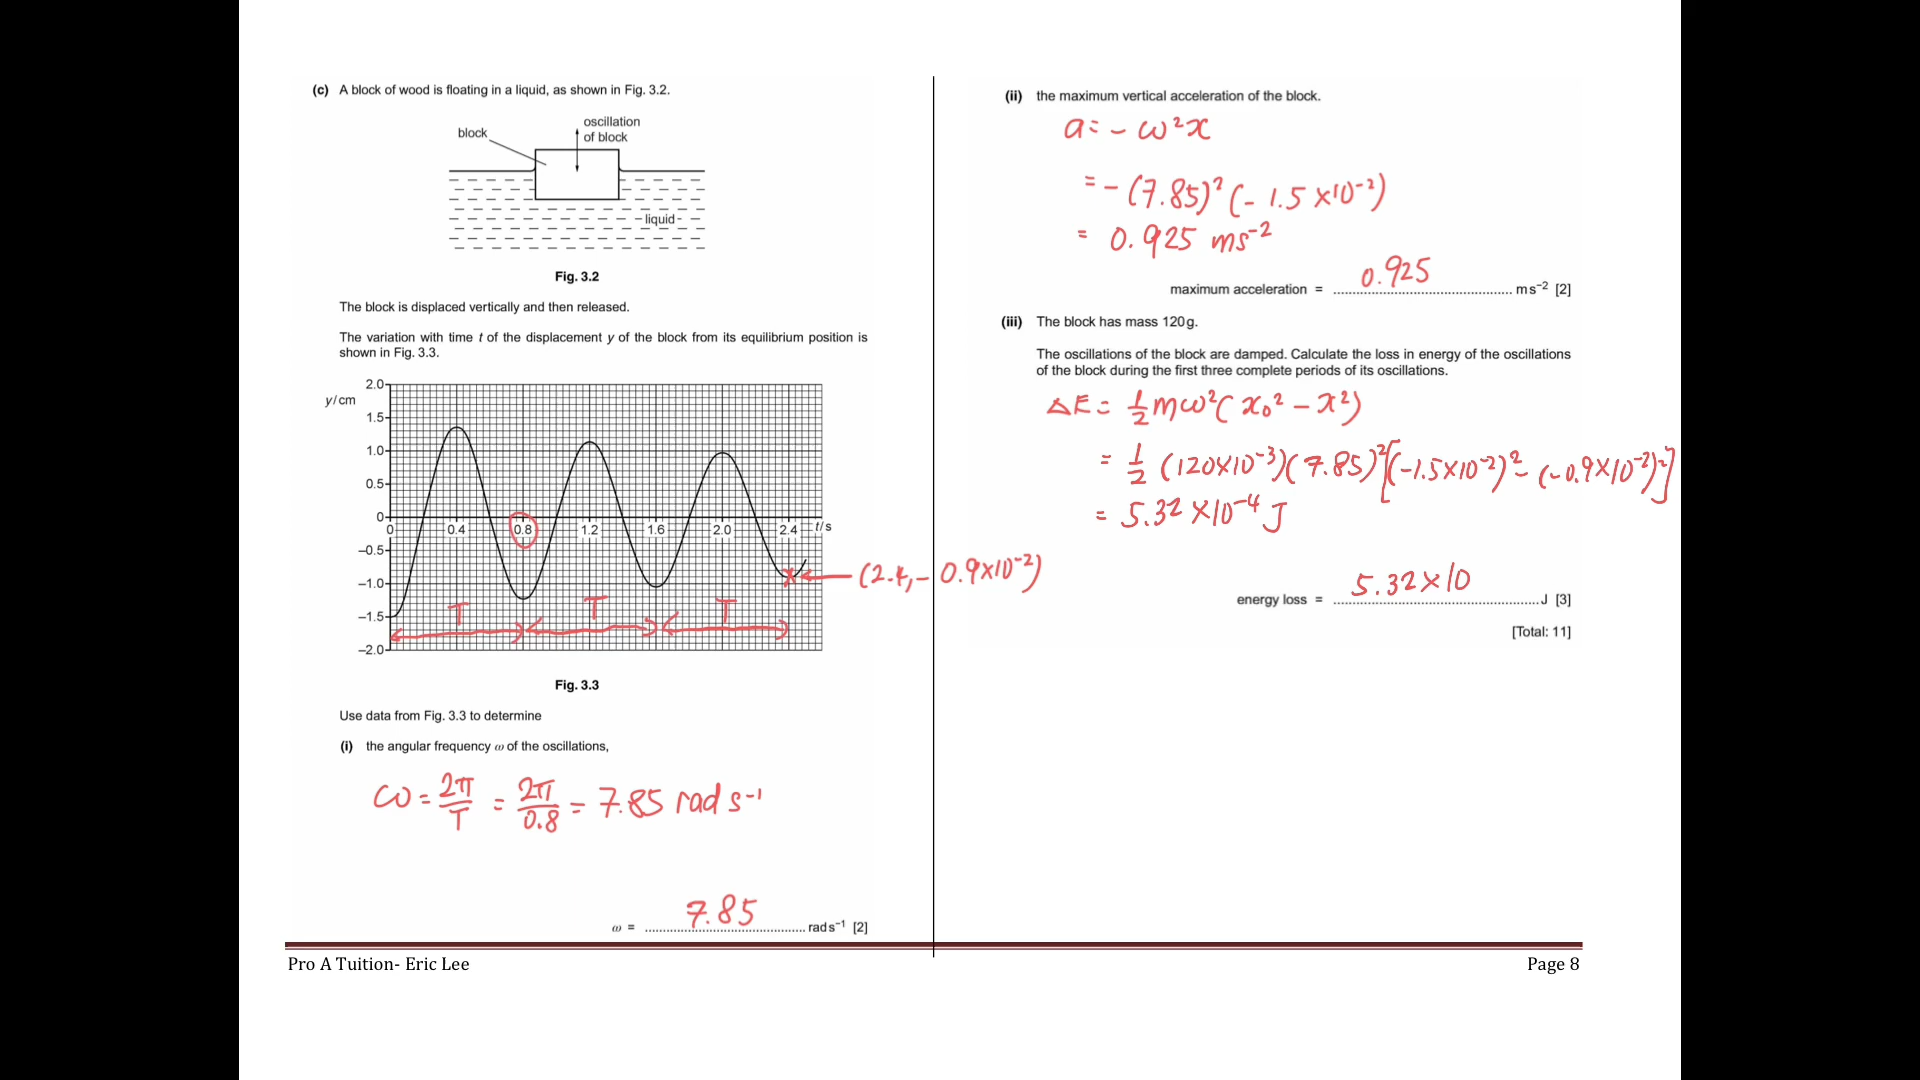 (c) A block of wood is floating in a liquid, as shown in Fig. 3.2.
block
oscillation
of block
liquid
Fig. 3.2
The block is displaced vertically and then released.
The variation with time t of the displacement y of the block from its equilibrium position is
shown in Fig. 3.3.
y/cm
2.0
1.5
1.0
0.5
0
−0.5
−1.0
−1.5
−2.0
0 0.4 0.8 1.2 1.6 2.0 2.4 t/s
(2.4, − 0.9×10⁻²)
T T T
Fig. 3.3
Use data from Fig. 3.3 to determine
(i) the angular frequency ω of the oscillations,
ω = 2π/T = 2π/0.8 = 7.85 rad s⁻¹
ω = 7.85 rad s⁻¹ [2]
(ii) the maximum vertical acceleration of the block.
a = − ω²x
= − (7.85)² (− 1.5 ×10⁻²)
= 0.925 ms⁻²
maximum acceleration = 0.925 m s⁻² [2]
(iii) The block has mass 120 g.
The oscillations of the block are damped. Calculate the loss in energy of the oscillations
of the block during the first three complete periods of its oscillations.
ΔE = ½mω²(x₀² − x²)
= ½ (120×10⁻³)(7.85)²[(−1.5×10⁻²)² − (−0.9×10⁻²)²]
= 5.32 ×10⁻⁴ J
energy loss = 5.32×10 J [3]
[Total: 11]
Pro A Tuition- Eric Lee
Page 8